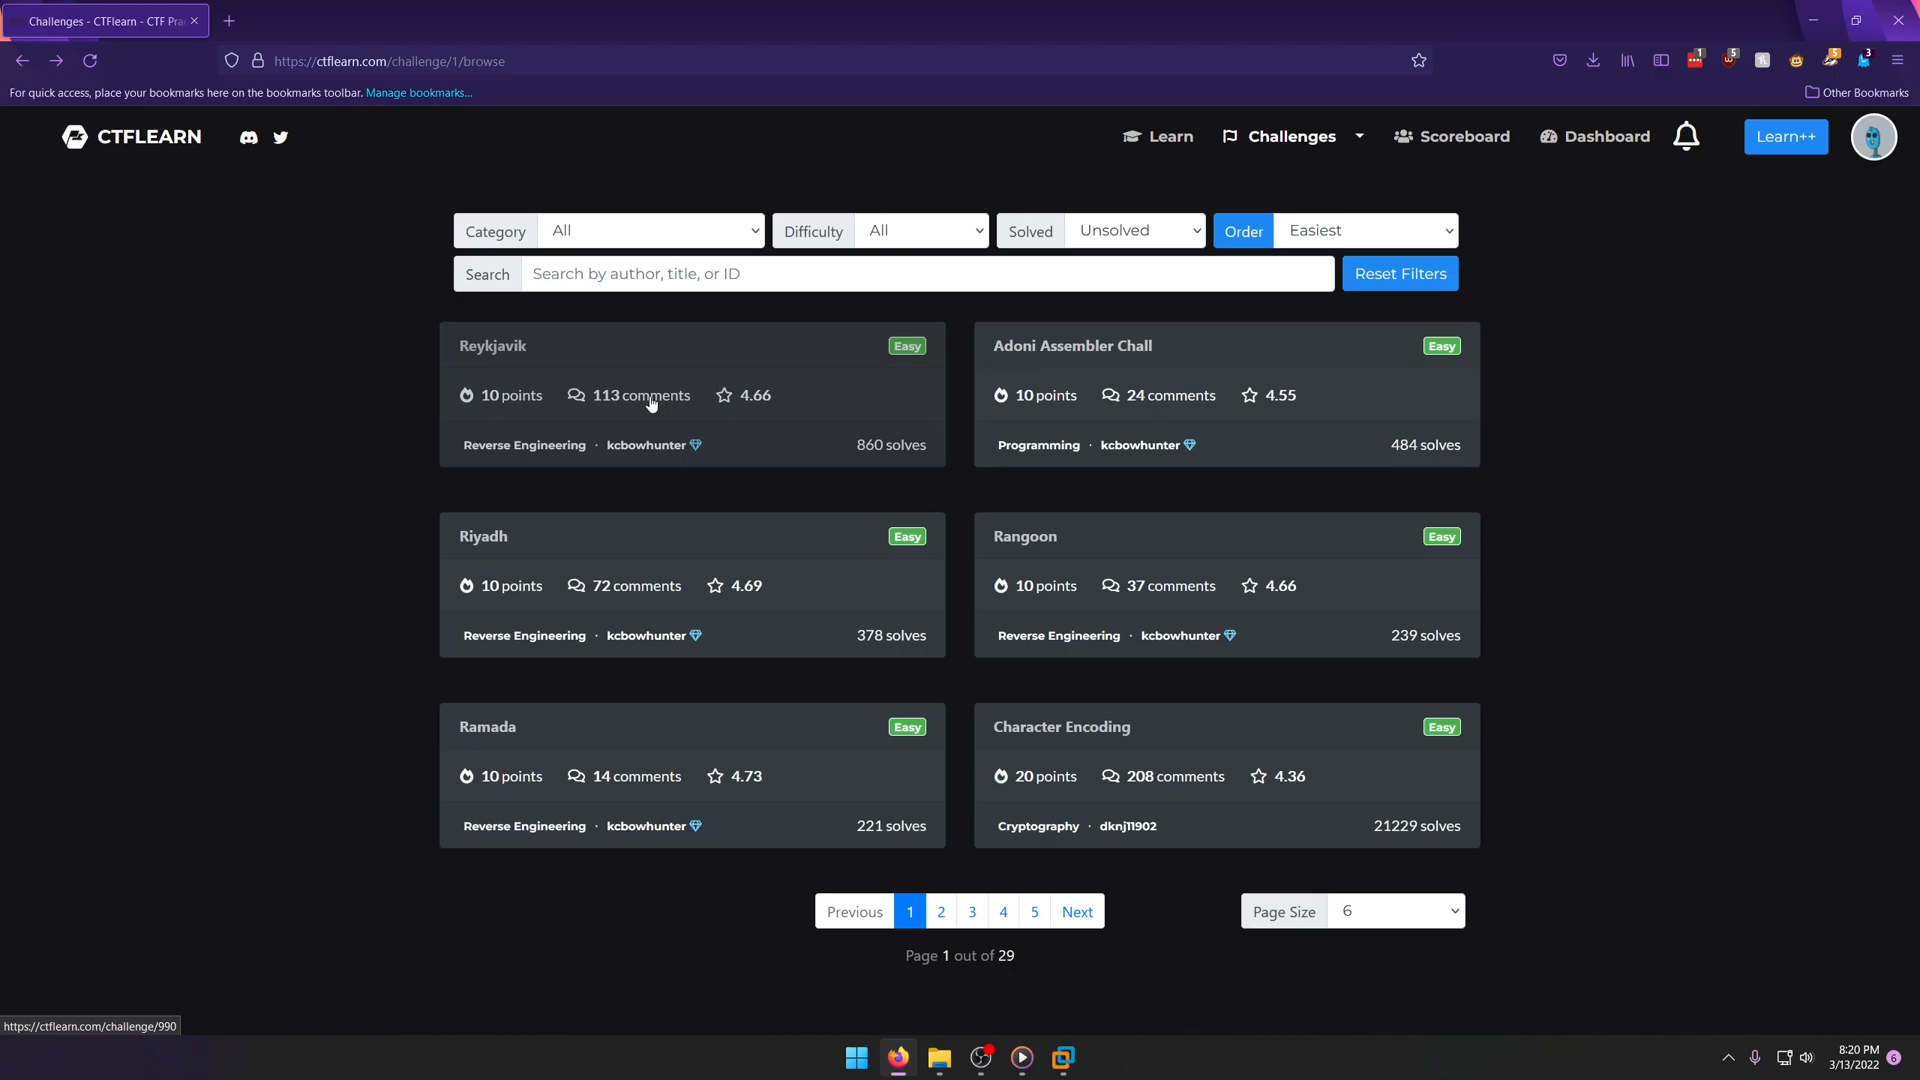 Challenges - CTFlearn - CTF Pra
https://ctflearn.com/challenge/1/browse
1
5
5
3
For quick access, place your bookmarks here on the bookmarks toolbar. Manage bookmarks...
Other Bookmarks
CTFLEARN
Learn
Challenges
Scoreboard
Dashboard
Learn++
Category
All
Difficulty
All
Solved
Unsolved
Order
Easiest
Search
Search by author, title, or ID
Reset Filters
Reykjavik
Easy
10 points
113 comments
4.66
Reverse Engineering · kcbowhunter
860 solves
Adoni Assembler Chall
Easy
10 points
24 comments
4.55
Programming · kcbowhunter
484 solves
Riyadh
Easy
10 points
72 comments
4.69
Reverse Engineering · kcbowhunter
378 solves
Rangoon
Easy
10 points
37 comments
4.66
Reverse Engineering · kcbowhunter
239 solves
Ramada
Easy
10 points
14 comments
4.73
Reverse Engineering · kcbowhunter
221 solves
Character Encoding
Easy
20 points
208 comments
4.36
Cryptography · dknj11902
21229 solves
Previous
1
2
3
4
5
Next
Page Size
6
Page 1 out of 29
https://ctflearn.com/challenge/990
8:20 PM
3/13/2022
6